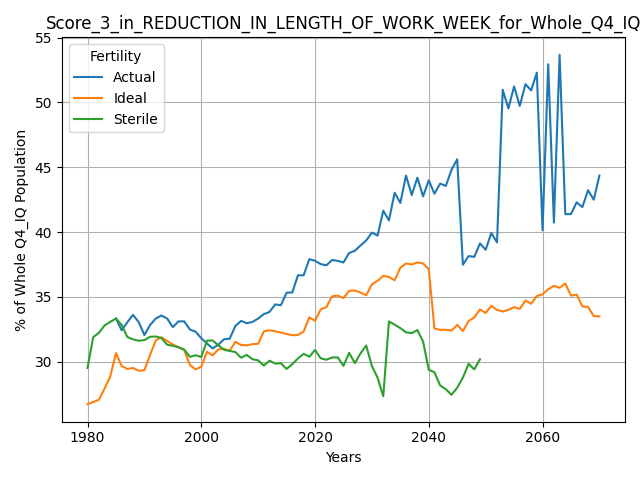 Score_3_in_REDUCTION_IN_LENGTH_OF_WORK_WEEK_for_Whole_Q4_IQ
% of Whole Q4_IQ Population
55
50
45
40
35
30
Fertility
Actual
Ideal
Sterile
1980 2000 2020 2040 2060
Years